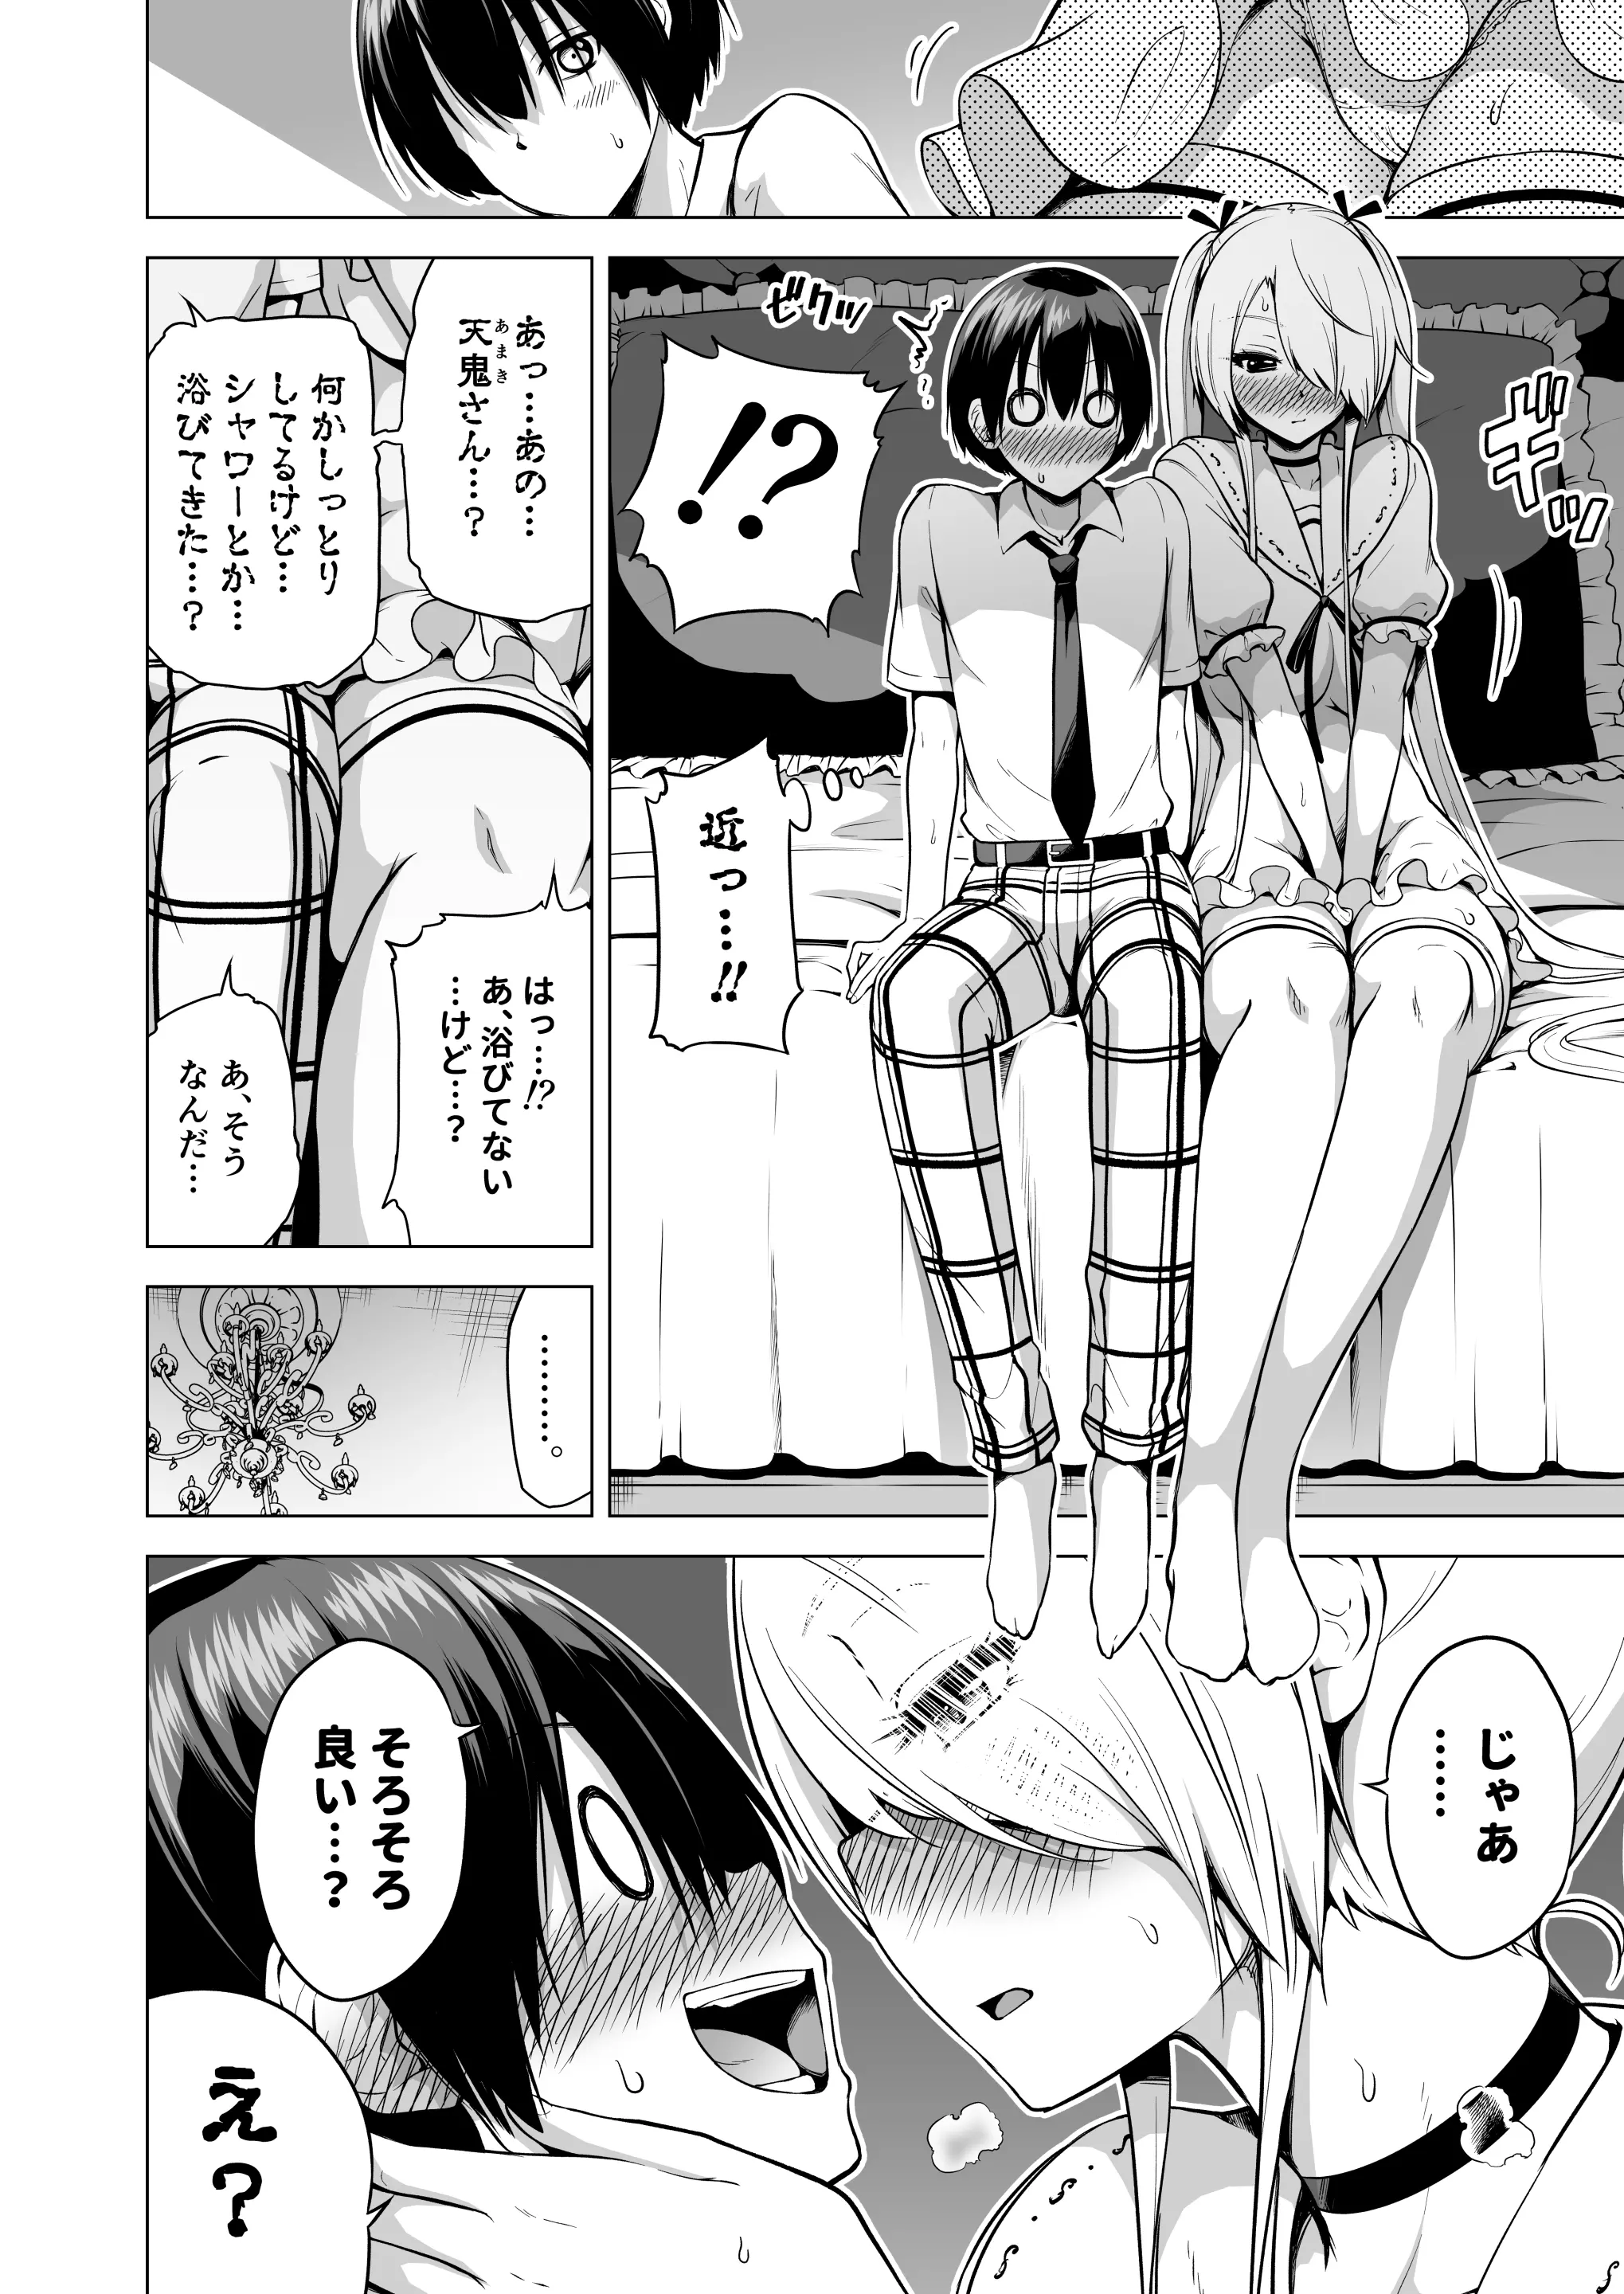 ギッ
ギッ
ビクッ
!?
近っ…!!
あっ…あの…
天鬼さん…?
あまき
何かしっとり
してるけど…
シャワーとか…
浴びてきた…?
はっ…!?
あ、浴びてない
…けど…?
あ、そう
なんだ…
………。
じゃあ
……
そろそろ
良い…?
え?